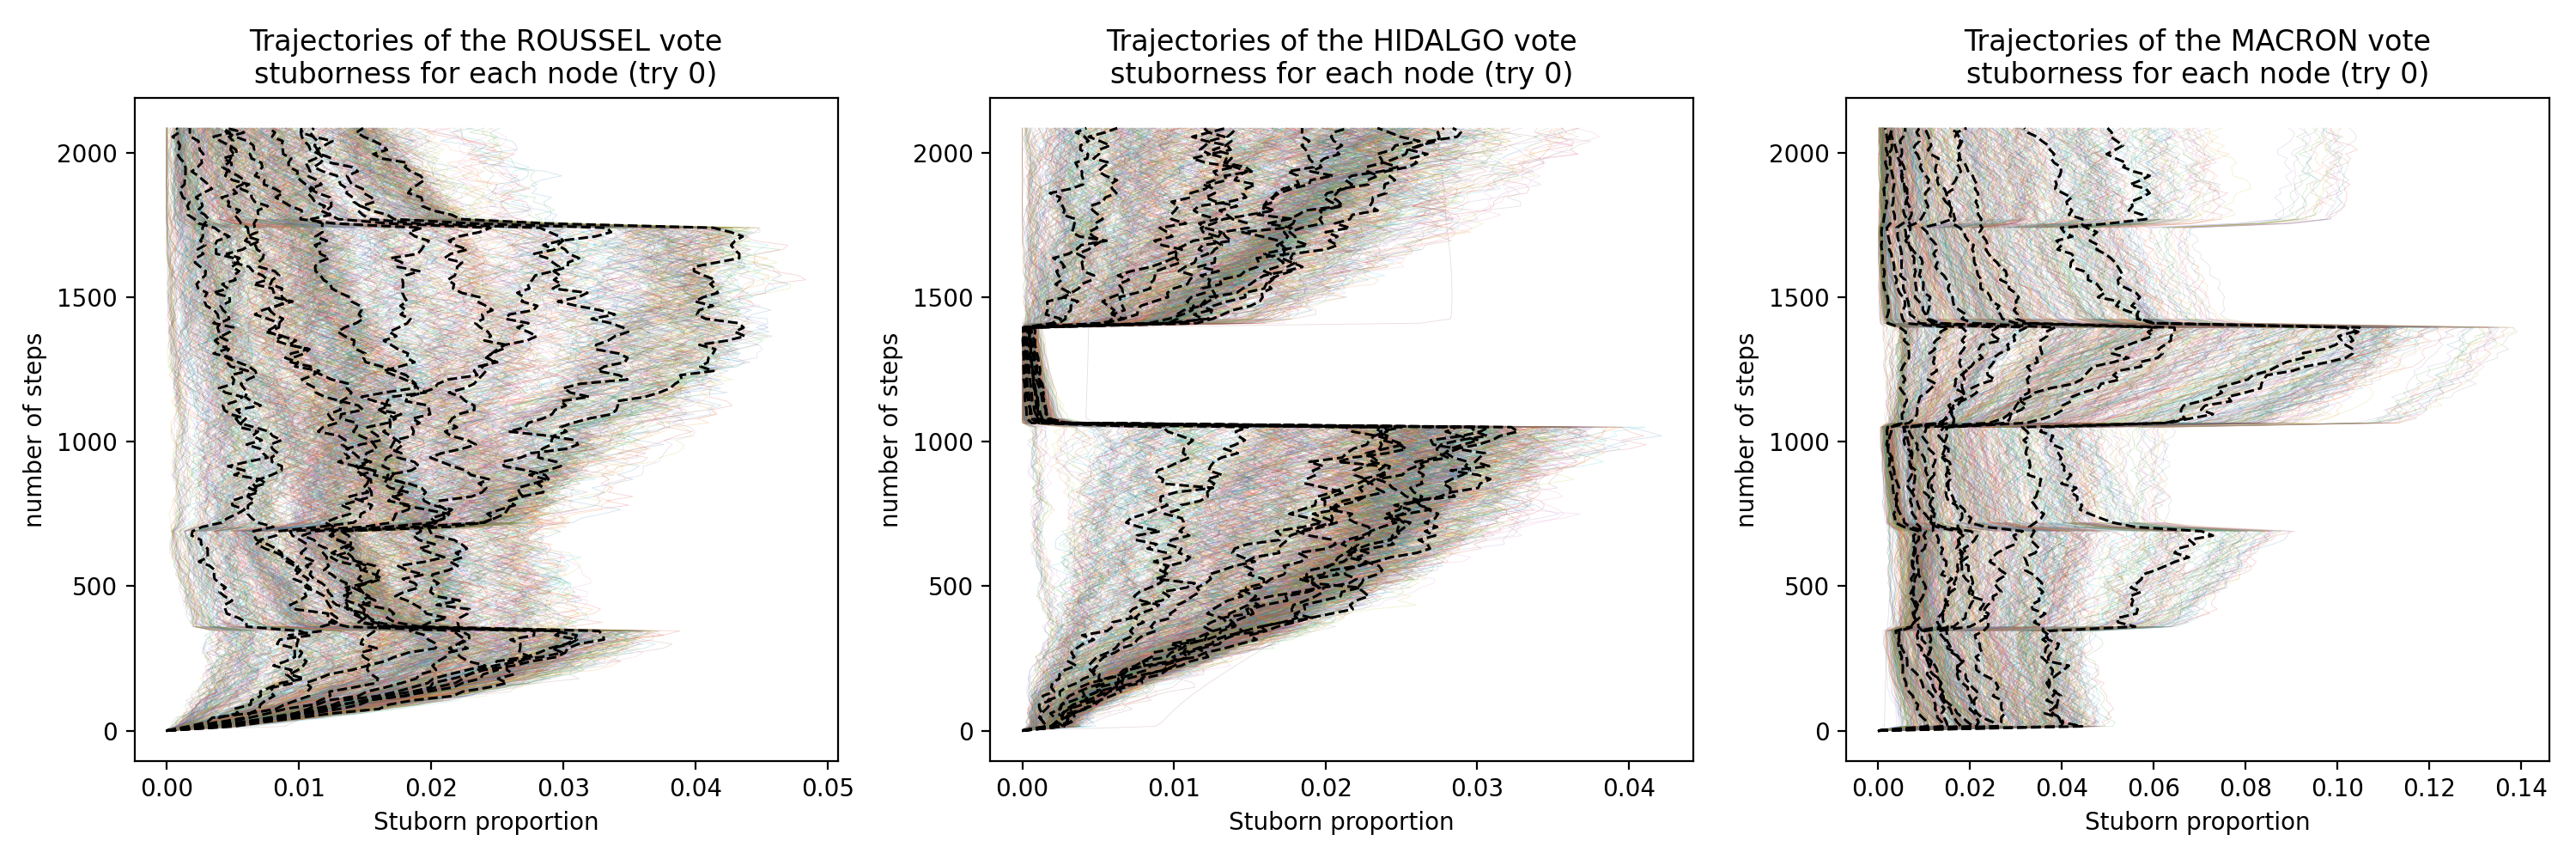 Trajectories of the ROUSSEL vote
stuborness for each node (try 0)
number of steps
2000
1500
1000
500
0
0.00 0.01 0.02 0.03 0.04 0.05
Stuborn proportion
Trajectories of the HIDALGO vote
stuborness for each node (try 0)
number of steps
2000
1500
1000
500
0
0.00 0.01 0.02 0.03 0.04
Stuborn proportion
Trajectories of the MACRON vote
stuborness for each node (try 0)
number of steps
2000
1500
1000
500
0
0.00 0.02 0.04 0.06 0.08 0.10 0.12 0.14
Stuborn proportion